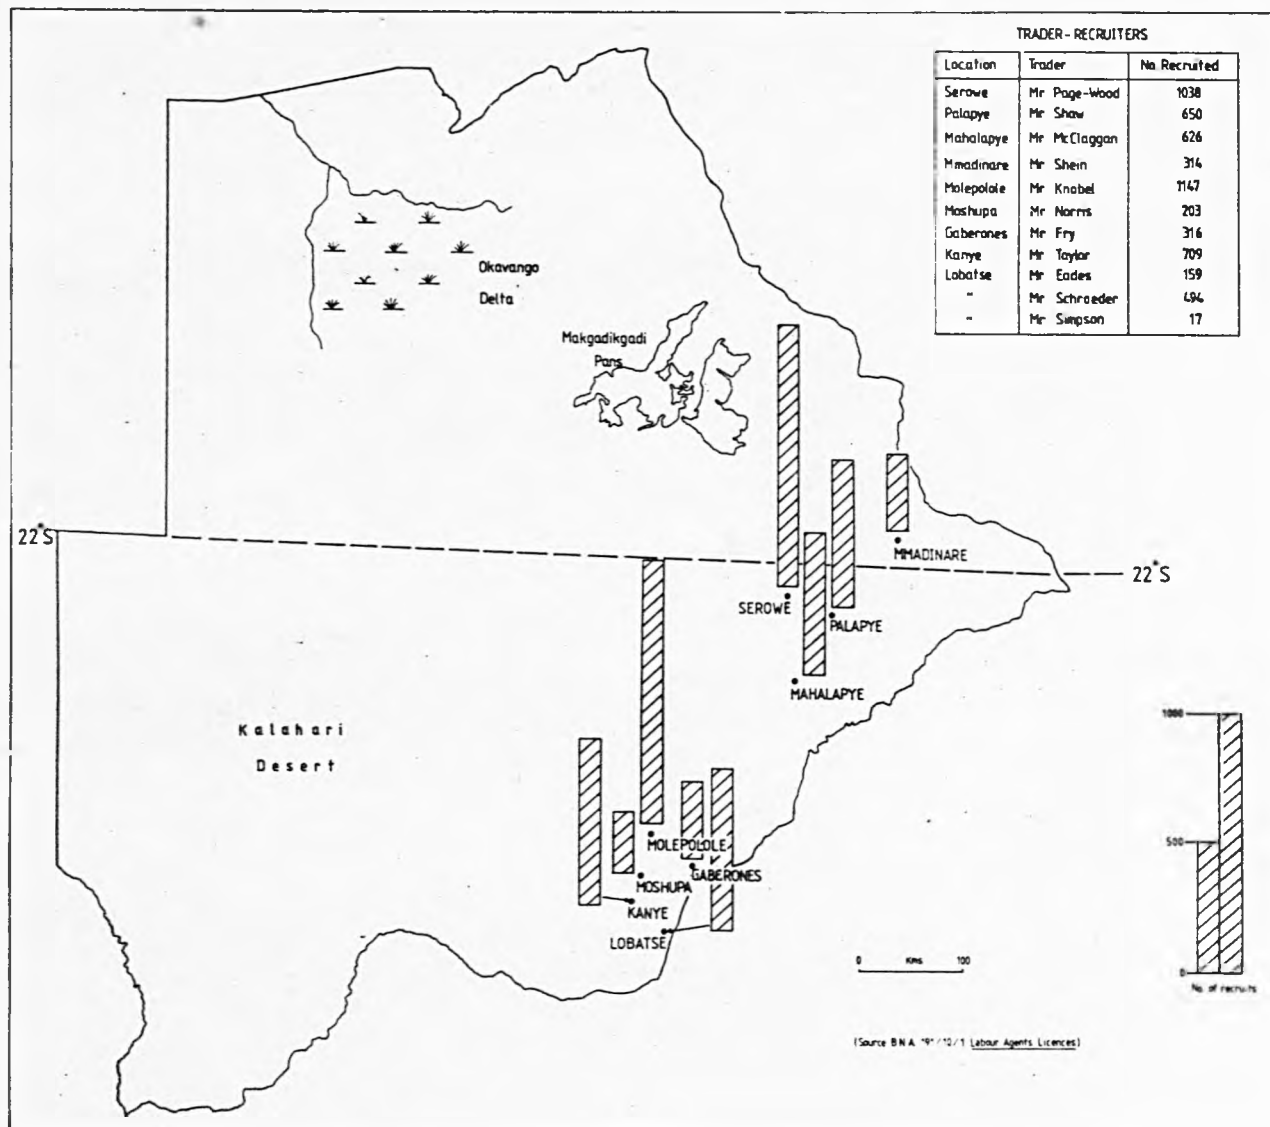 TRADER - RECRUITERS
Location Trader No. Recruited
Serowe Mr Page-Wood 1038
Palapye Mr Shaw 650
Mahalapye Mr McClaggan 626
Mmadinare Mr Shein 314
Molepolole Mr Knobel 1147
Moshupa Mr Norris 203
Gaberones Mr Fry 316
Kanye Mr Taylor 709
Lobatse Mr Eades 159
" Mr Schroeder 494
" Mr Simpson 17
Okavango
Delta
Makgadikgadi
Pans
22°S
22°S
MMADINARE
SEROWE
PALAPYE
MAHALAPYE
Kalahari
Desert
MOLEPOLOLE
GABERONES
MOSHUPA
KANYE
LOBATSE
1000
500
0
No. of recruits
0 Kms 100
(Source B.N.A. "9"/10/1 Labour Agents Licences)